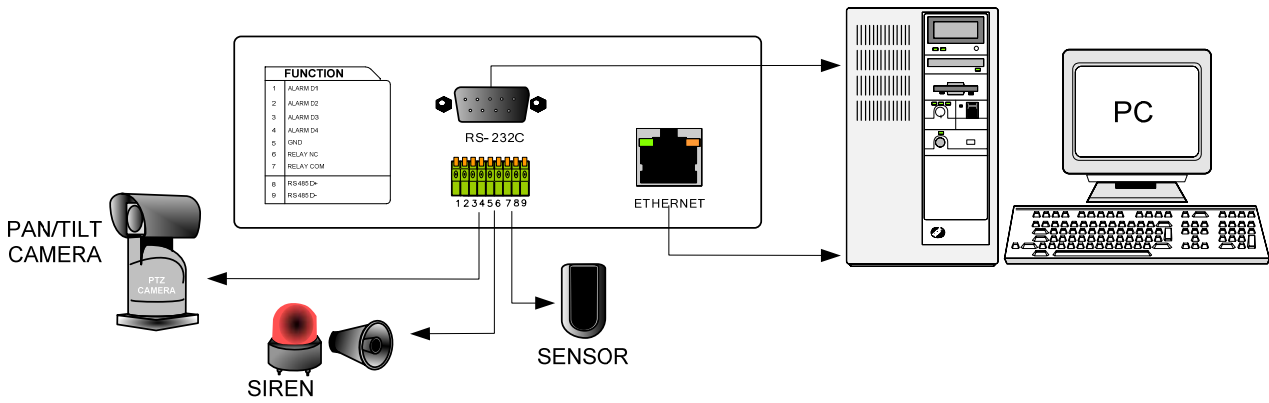 FUNCTION
1 ALARM D1
2 ALARM D2
3 ALARM D3
4 ALARM D4
5 GND
6 RELAY NC
7 RELAY COM
8 RS485 D+
9 RS485 D-
RS-232C
1 2 3 4 5 6 7 8 9
ETHERNET
PC
PAN/TILT
CAMERA
PTZ
CAMERA
SIREN
SENSOR